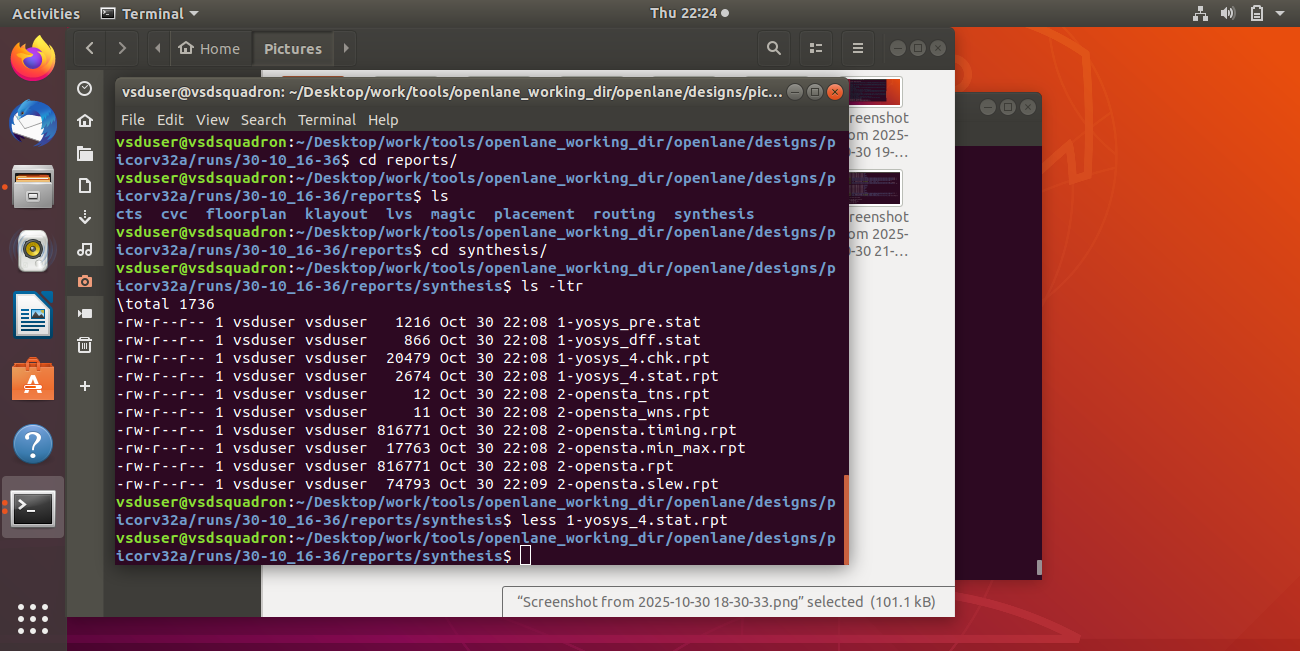 Activities
Terminal
Thu 22:24
Home
Pictures
vsduser@vsdsquadron: ~/Desktop/work/tools/openlane_working_dir/openlane/designs/pic...
File Edit View Search Terminal Help
vsduser@vsdsquadron:~/Desktop/work/tools/openlane_working_dir/openlane/designs/p
icorv32a/runs/30-10_16-36$ cd reports/
vsduser@vsdsquadron:~/Desktop/work/tools/openlane_working_dir/openlane/designs/p
icorv32a/runs/30-10_16-36/reports$ ls
cts cvc floorplan klayout lvs magic placement routing synthesis
vsduser@vsdsquadron:~/Desktop/work/tools/openlane_working_dir/openlane/designs/p
icorv32a/runs/30-10_16-36/reports$ cd synthesis/
vsduser@vsdsquadron:~/Desktop/work/tools/openlane_working_dir/openlane/designs/p
icorv32a/runs/30-10_16-36/reports/synthesis$ ls -ltr
\total 1736
-rw-r--r-- 1 vsduser vsduser   1216 Oct 30 22:08 1-yosys_pre.stat
-rw-r--r-- 1 vsduser vsduser    866 Oct 30 22:08 1-yosys_dff.stat
-rw-r--r-- 1 vsduser vsduser  20479 Oct 30 22:08 1-yosys_4.chk.rpt
-rw-r--r-- 1 vsduser vsduser   2674 Oct 30 22:08 1-yosys_4.stat.rpt
-rw-r--r-- 1 vsduser vsduser     12 Oct 30 22:08 2-opensta_tns.rpt
-rw-r--r-- 1 vsduser vsduser     11 Oct 30 22:08 2-opensta_wns.rpt
-rw-r--r-- 1 vsduser vsduser 816771 Oct 30 22:08 2-opensta.timing.rpt
-rw-r--r-- 1 vsduser vsduser  17763 Oct 30 22:08 2-opensta.min_max.rpt
-rw-r--r-- 1 vsduser vsduser 816771 Oct 30 22:08 2-opensta.rpt
-rw-r--r-- 1 vsduser vsduser  74793 Oct 30 22:09 2-opensta.slew.rpt
vsduser@vsdsquadron:~/Desktop/work/tools/openlane_working_dir/openlane/designs/p
icorv32a/runs/30-10_16-36/reports/synthesis$ less 1-yosys_4.stat.rpt
vsduser@vsdsquadron:~/Desktop/work/tools/openlane_working_dir/openlane/designs/p
icorv32a/runs/30-10_16-36/reports/synthesis$
reenshot
om 2025-
-30 19-...
reenshot
om 2025-
-30 21-...
“Screenshot from 2025-10-30 18-30-33.png” selected (101.1 kB)